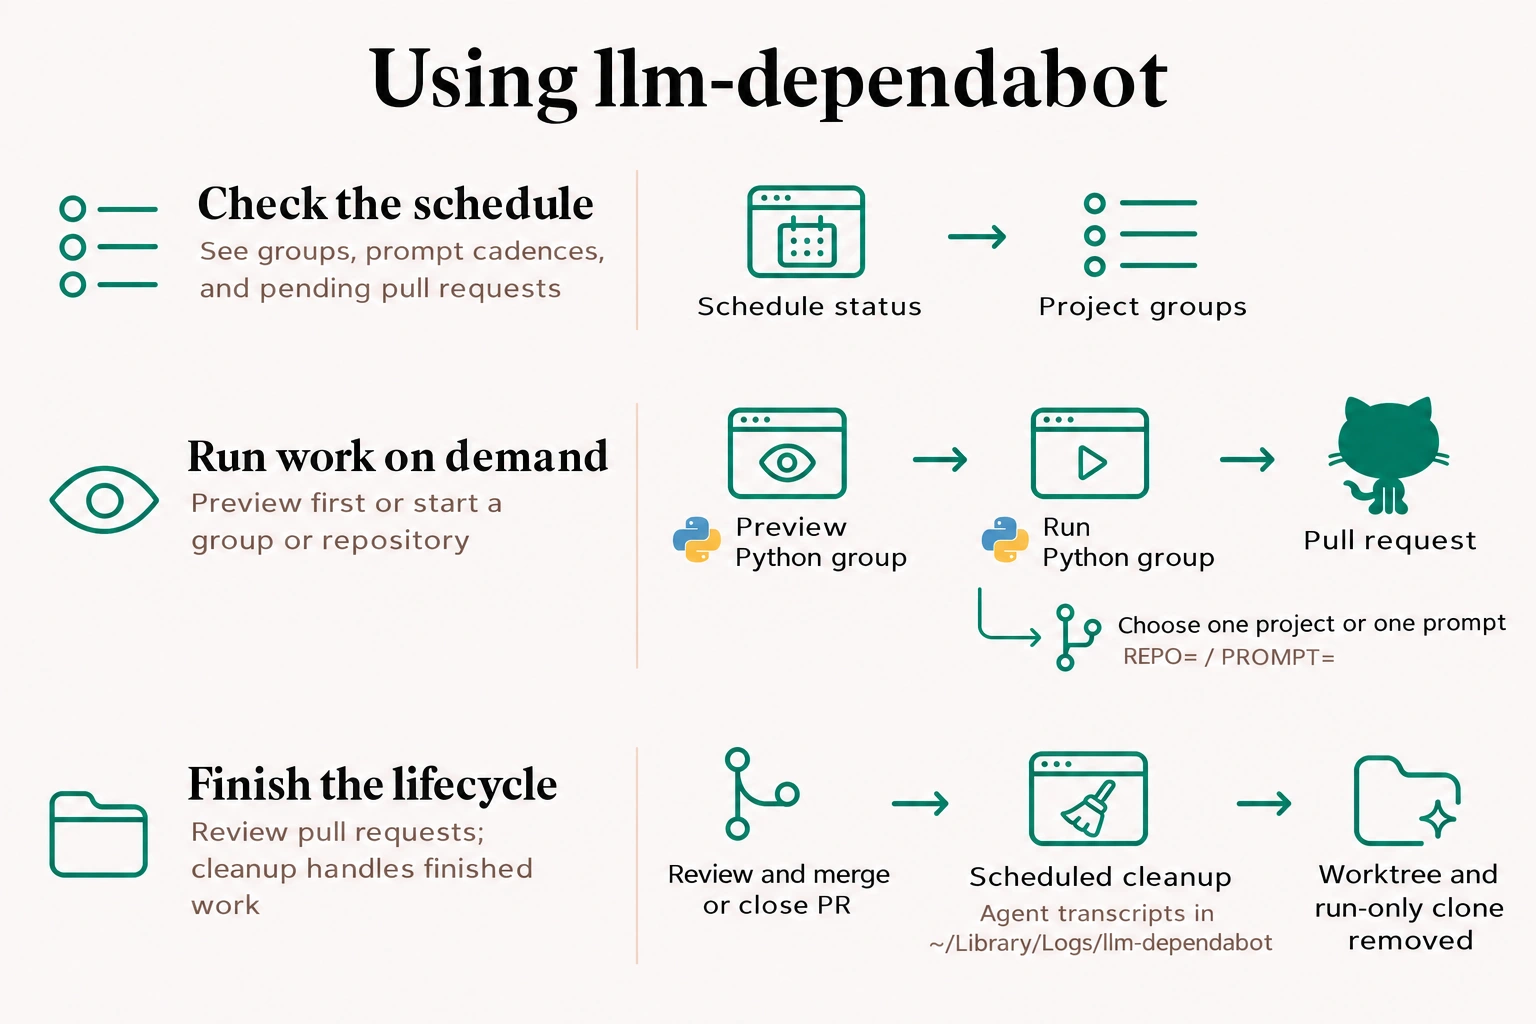 Using llm-dependabot
Check the schedule
See groups, prompt cadences,
and pending pull requests
Schedule status
Project groups
Run work on demand
Preview first or start a
group or repository
Preview
Python group
Run
Python group
Pull request
Choose one project or one prompt
REPO= / PROMPT=
Finish the lifecycle
Review pull requests;
cleanup handles finished
work
Review and merge
or close PR
Scheduled cleanup
Agent transcripts in
~/Library/Logs/llm-dependabot
Worktree and
run-only clone
removed